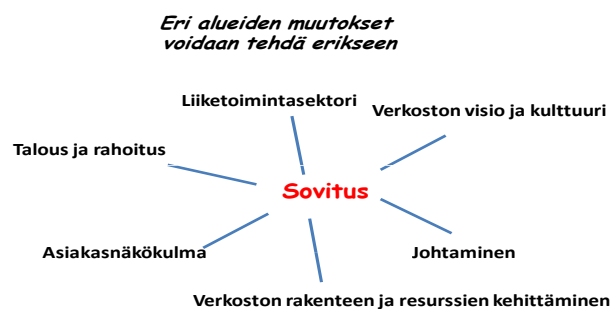 Eri alueiden muutokset
voidaan tehdä erikseen
Liiketoimintasektori
Verkoston visio ja kulttuuri
Talous ja rahoitus
Sovitus
Asiakasnäkökulma
Johtaminen
Verkoston rakenteen ja resurssien kehittäminen